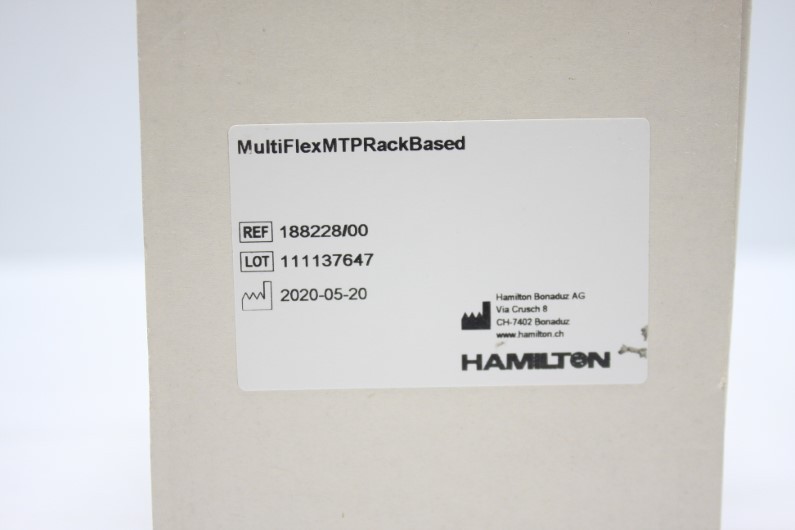 MultiFlexMTPRackBased
REF 188228/00
LOT 111137647
2020-05-20
Hamilton Bonaduz AG
Via Crusch 8
CH-7402 Bonaduz
www.hamilton.ch
HAMILTON